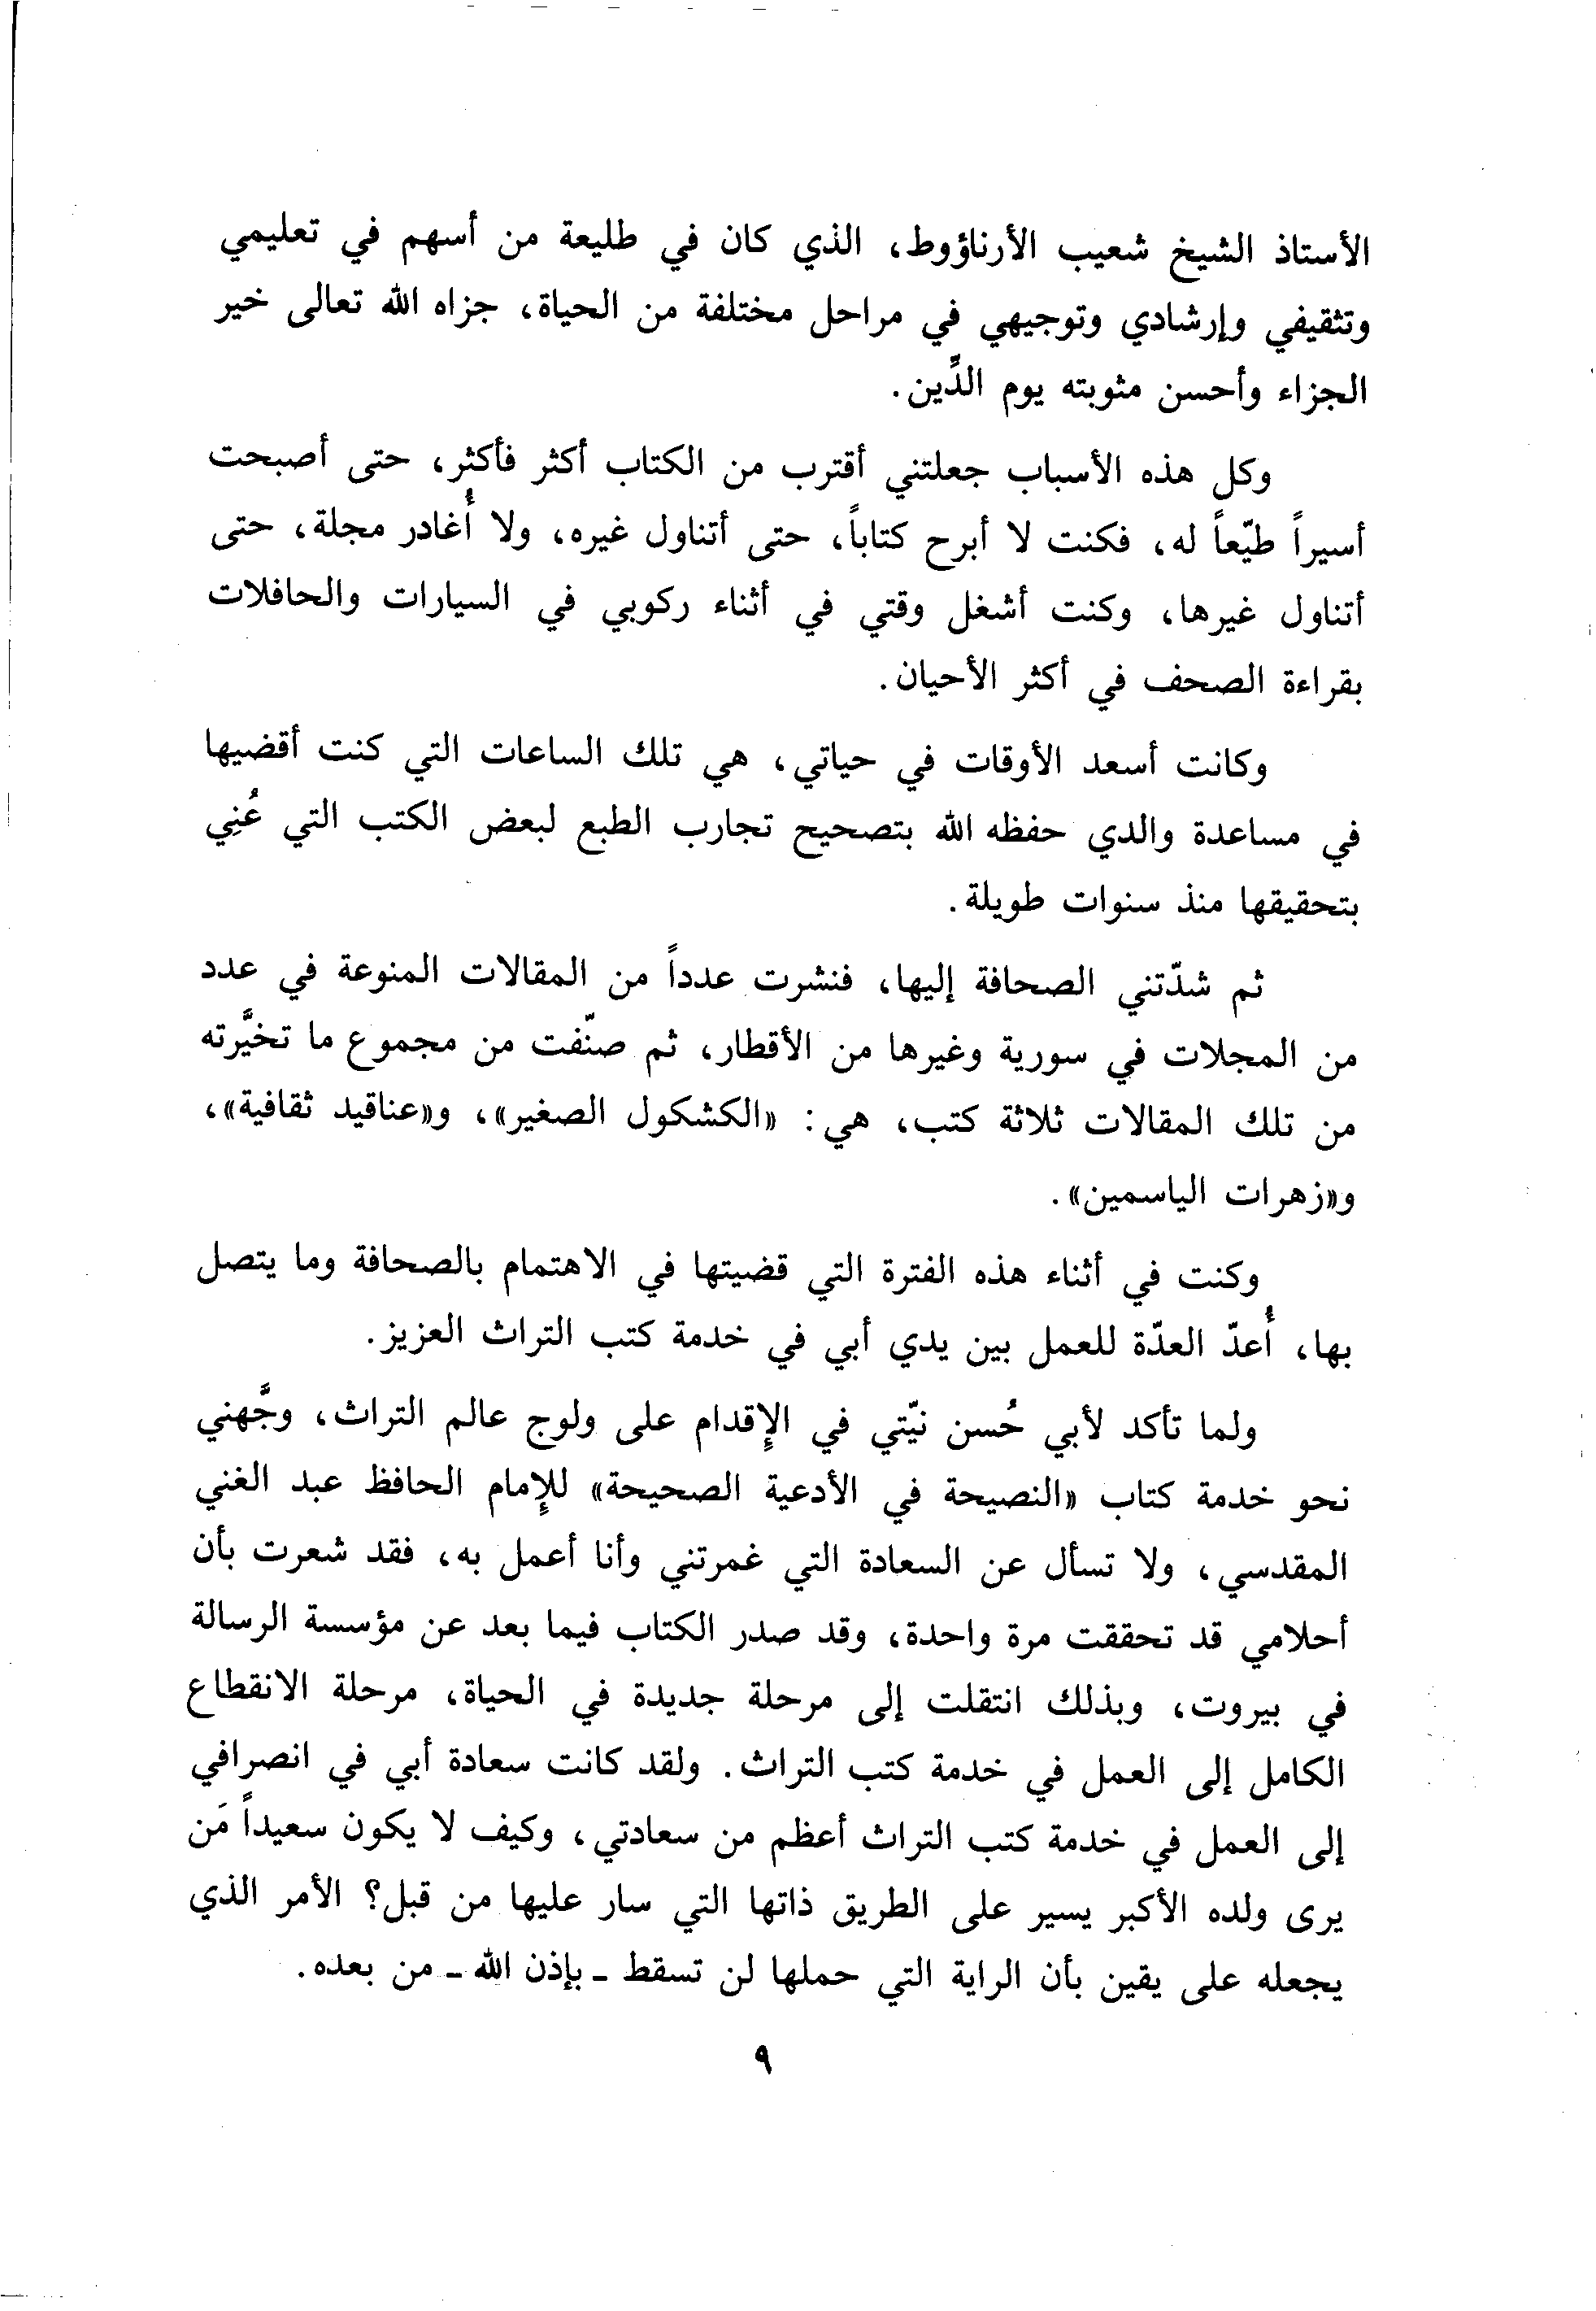 الأستاذ الشيخ شعيب الأرناؤوط، الذي كان في طليعة من أسهم في تعليمي
وتثقيفي وإرشادي وتوجيهي في مراحل مختلفة من الحياة، جزاه الله تعالى خير
الجزاء وأحسن مثوبته يوم الدِّين.
وكل هذه الأسباب جعلتني أقترب من الكتاب أكثر فأكثر، حتى أصبحت
أسيراً طيّعاً له، فكنت لا أبرح كتاباً، حتى أتناول غيره، ولا أُغادر مجلة، حتى
أتناول غيرها، وكنت أشغل وقتي في أثناء ركوبي في السيارات والحافلات
بقراءة الصحف في أكثر الأحيان.
وكانت أسعد الأوقات في حياتي، هي تلك الساعات التي كنت أقضيها
في مساعدة والدي حفظه الله بتصحيح تجارب الطبع لبعض الكتب التي عُنِي
بتحقيقها منذ سنوات طويلة.
ثم شدّتني الصحافة إليها، فنشرت عدداً من المقالات المنوعة في عدد
من المجلات في سورية وغيرها من الأقطار، ثم صنّفت من مجموع ما تخيَّرته
من تلك المقالات ثلاثة كتب، هي: «الكشكول الصغير»، و«عناقيد ثقافية»،
و«زهرات الياسمين».
وكنت في أثناء هذه الفترة التي قضيتها في الاهتمام بالصحافة وما يتصل
بها، أُعدّ العدّة للعمل بين يدي أبي في خدمة كتب التراث العزيز.
ولما تأكد لأبي حُسن نيّتي في الإِقدام على ولوج عالم التراث، وجَّهني
نحو خدمة كتاب «النصيحة في الأدعية الصحيحة» للإِمام الحافظ عبد الغني
المقدسي، ولا تسأل عن السعادة التي غمرتني وأنا أعمل به، فقد شعرت بأن
أحلامي قد تحققت مرة واحدة، وقد صدر الكتاب فيما بعد عن مؤسسة الرسالة
في بيروت، وبذلك انتقلت إلى مرحلة جديدة في الحياة، مرحلة الانقطاع
الكامل إلى العمل في خدمة كتب التراث. ولقد كانت سعادة أبي في انصرافي
إلى العمل في خدمة كتب التراث أعظم من سعادتي، وكيف لا يكون سعيداً مَن
يرى ولده الأكبر يسير على الطريق ذاتها التي سار عليها من قبل؟ الأمر الذي
يجعله على يقين بأن الراية التي حملها لن تسقط ـ بإذن الله ـ من بعده.
٩